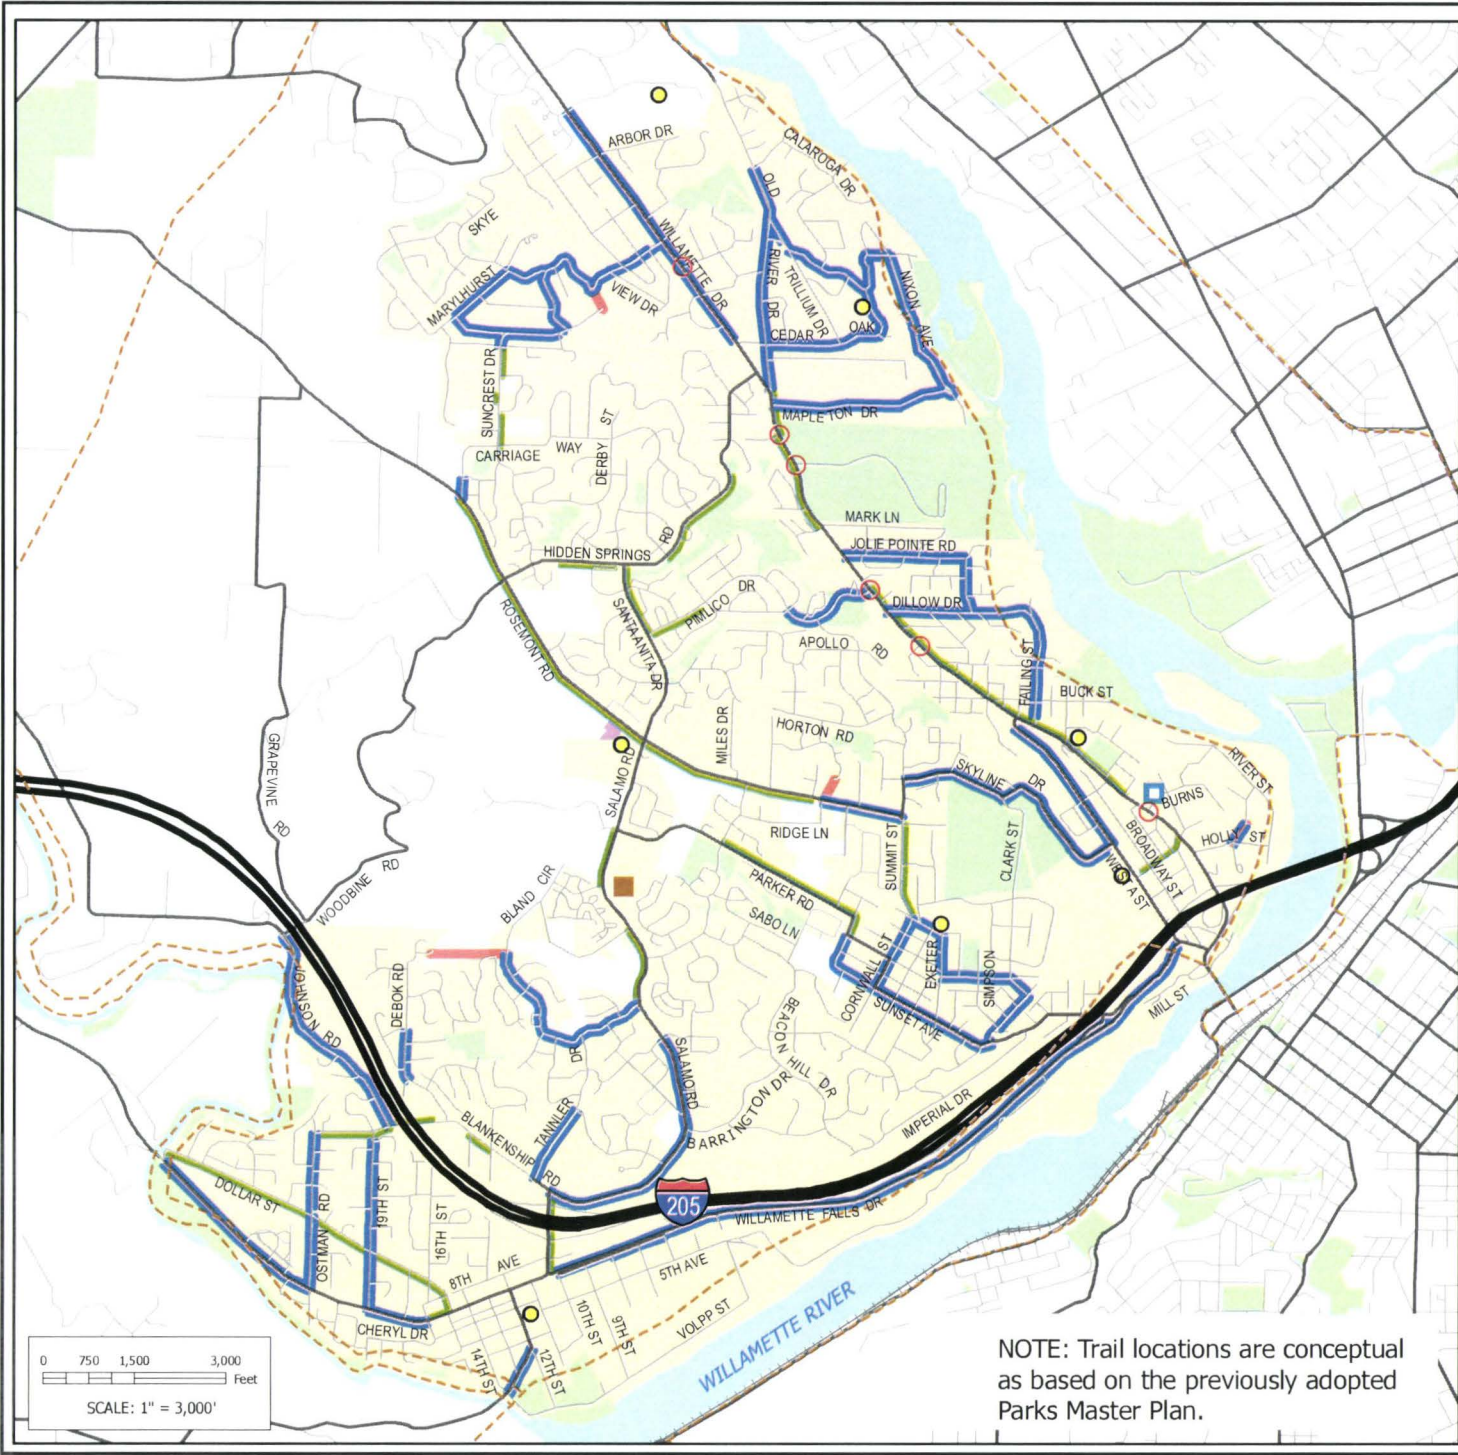 ARBOR DR
CALAROGA DR
OLD
SKYE
WILLAMETTE DR
MARYLHURST
VIEW DR
RIVER DR
TRILLIUM DR
NIXON AVE
CEDAR OAK
SUNCREST DR
MAPLETON DR
CARRIAGE WAY
DERBY ST
MARK LN
JOLIE POINTE RD
HIDDEN SPRINGS RD
DILLOW DR
PIMLICO DR
ROSEMONT RD
SANTA ANITA DR
APOLLO RD
FAILING ST
BUCK ST
MILES DR
HORTON RD
GRAPEVINE RD
SALAMO RD
SKYLINE DR
RIVER ST
BURNS
RIDGE LN
BROADWAY ST
HOLLY ST
SUMMIT ST
CLARK ST
WEST A ST
WOODBINE RD
BLAND CIR
PARKER RD
SABO LN
CORNWALL ST
EXETER
SIMPSON
JOHNSON RD
DEBOK RD
SUNSET AVE
MILL ST
BEACON HILL DR
DR
SALAMO RD
BARRINGTON DR
IMPERIAL DR
TANNLER
BLANKENSHIP RD
205
DOLLAR ST
OSTMAN RD
19TH ST
16TH ST
WILLAMETTE FALLS DR
8TH AVE
5TH AVE
10TH ST
9TH ST
VOLPP ST
CHERYL DR
14TH ST
12TH ST
WILLAMETTE RIVER
0 750 1,500 3,000
Feet
SCALE: 1" = 3,000'
NOTE: Trail locations are conceptual
as based on the previously adopted
Parks Master Plan.